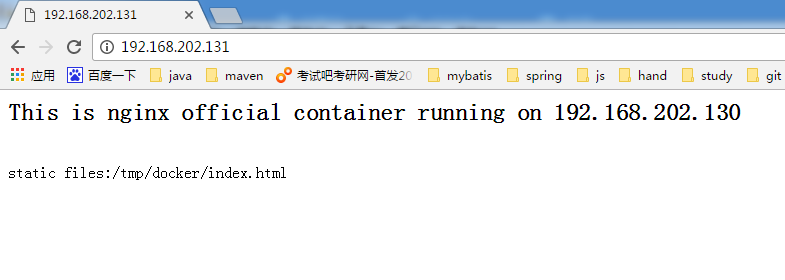 192.168.202.131
192.168.202.131
应用 百度一下 java maven 考试吧考研网-首发20 mybatis spring js hand study git
This is nginx official container running on 192.168.202.130
static files:/tmp/docker/index.html